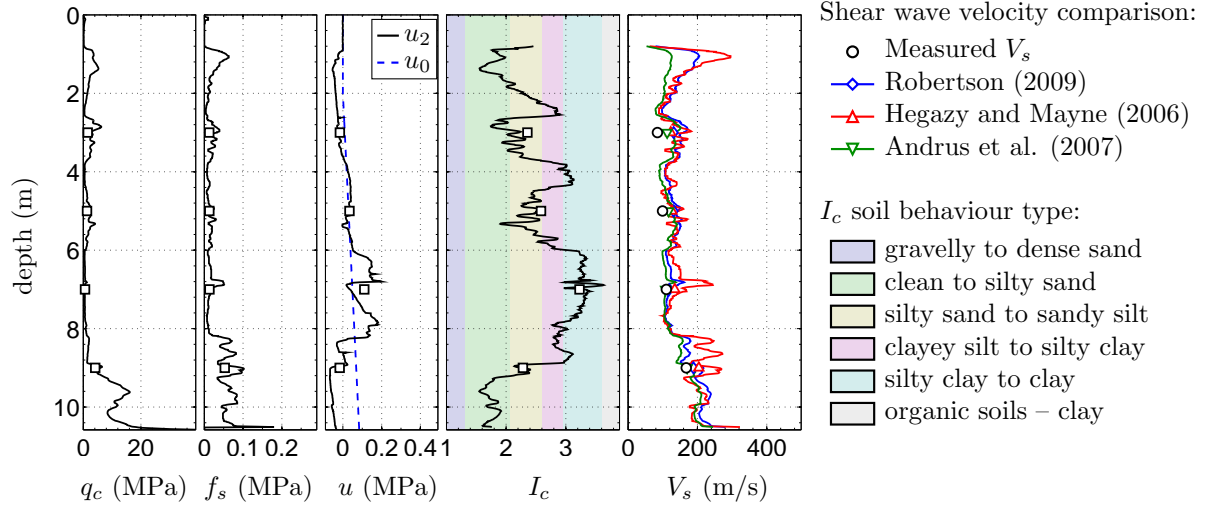 0
2
4
6
8
10
depth (m)
0 20
q_c (MPa)
0 0.1 0.2
f_s (MPa)
u_2
u_0
0 0.2 0.4
u (MPa)
1 2 3
I_c
0 200 400
V_s (m/s)
Shear wave velocity comparison:
Measured V_s
Robertson (2009)
Hegazy and Mayne (2006)
Andrus et al. (2007)
I_c soil behaviour type:
gravelly to dense sand
clean to silty sand
silty sand to sandy silt
clayey silt to silty clay
silty clay to clay
organic soils – clay